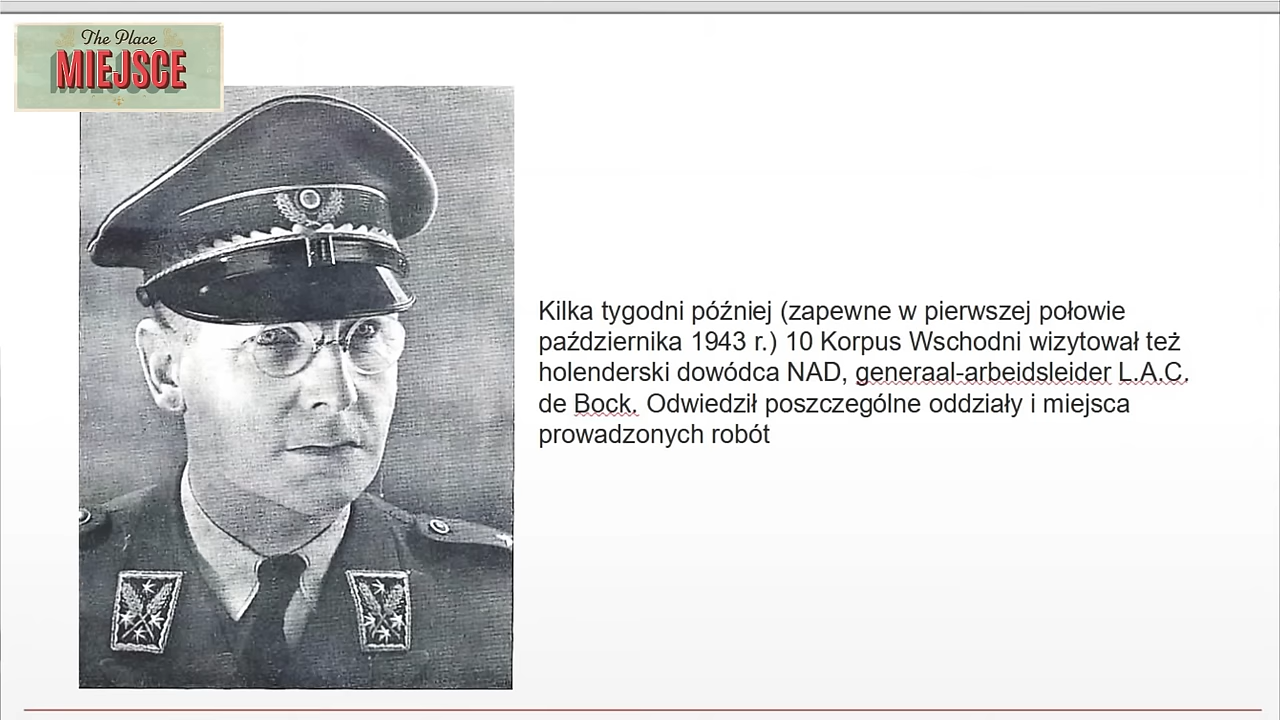 The Place
MIEJSCE
Kilka tygodni później (zapewne w pierwszej połowie
października 1943 r.) 10 Korpus Wschodni wizytował też
holenderski dowódca NAD, generaal-arbeidsleider L.A.C.
de Bock. Odwiedził poszczególne oddziały i miejsca
prowadzonych robót